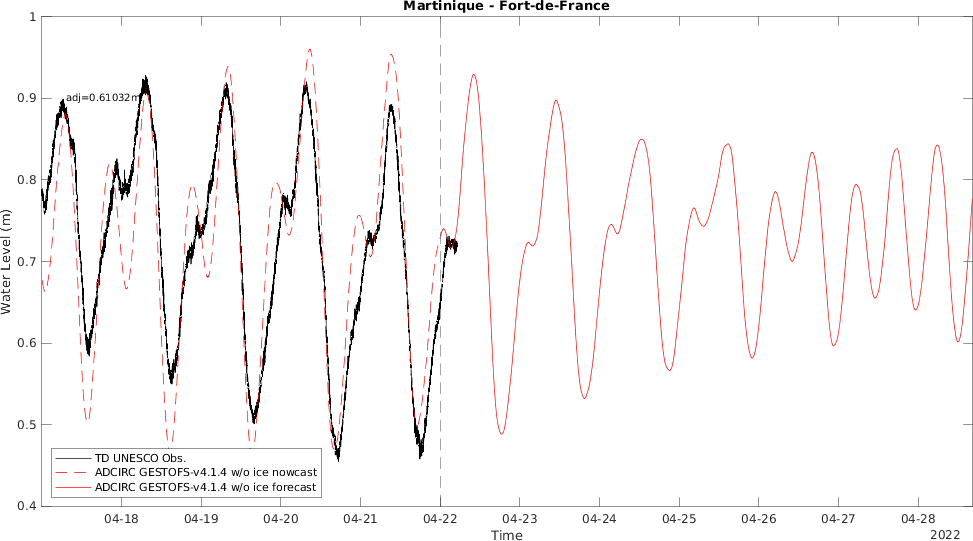 Martinique - Fort-de-France
1
0.9
0.8
0.7
0.6
0.5
0.4
Water Level (m)
adj=0.61032m
TD UNESCO Obs.
ADCIRC GESTOFS-v4.1.4 w/o ice nowcast
ADCIRC GESTOFS-v4.1.4 w/o ice forecast
04-18 04-19 04-20 04-21 04-22 04-23 04-24 04-25 04-26 04-27 04-28
2022
Time